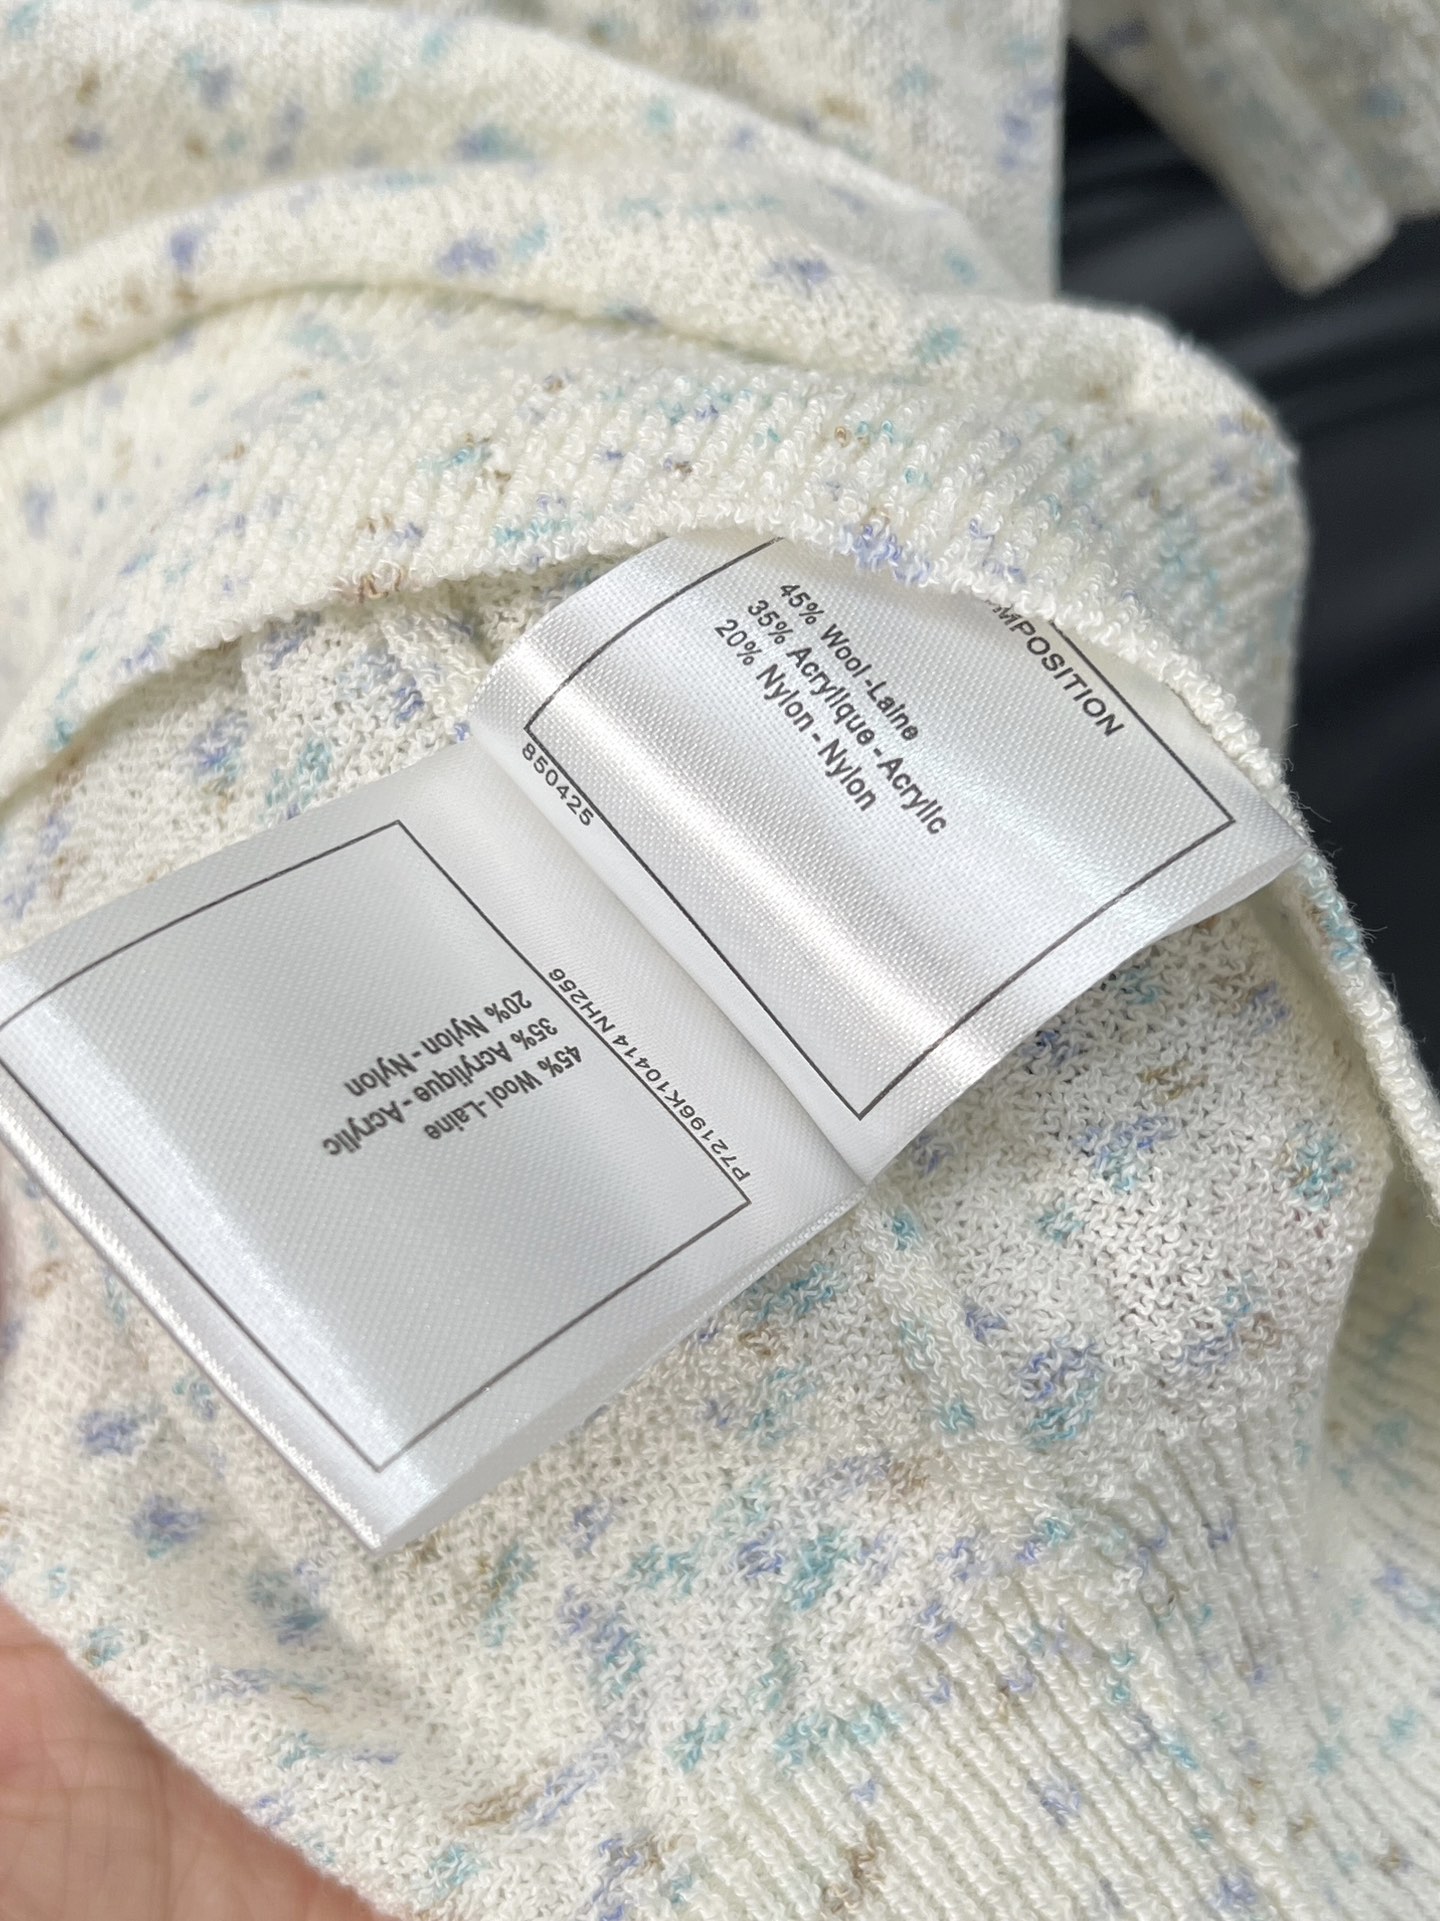 MPOSITION
45% Wool -Laine
35% Acrylique - Acrylic
20% Nylon - Nylon
850425
P72196K10414 NH256
45% Wool -Laine
35% Acrylique - Acrylic
20% Nylon - Nylon